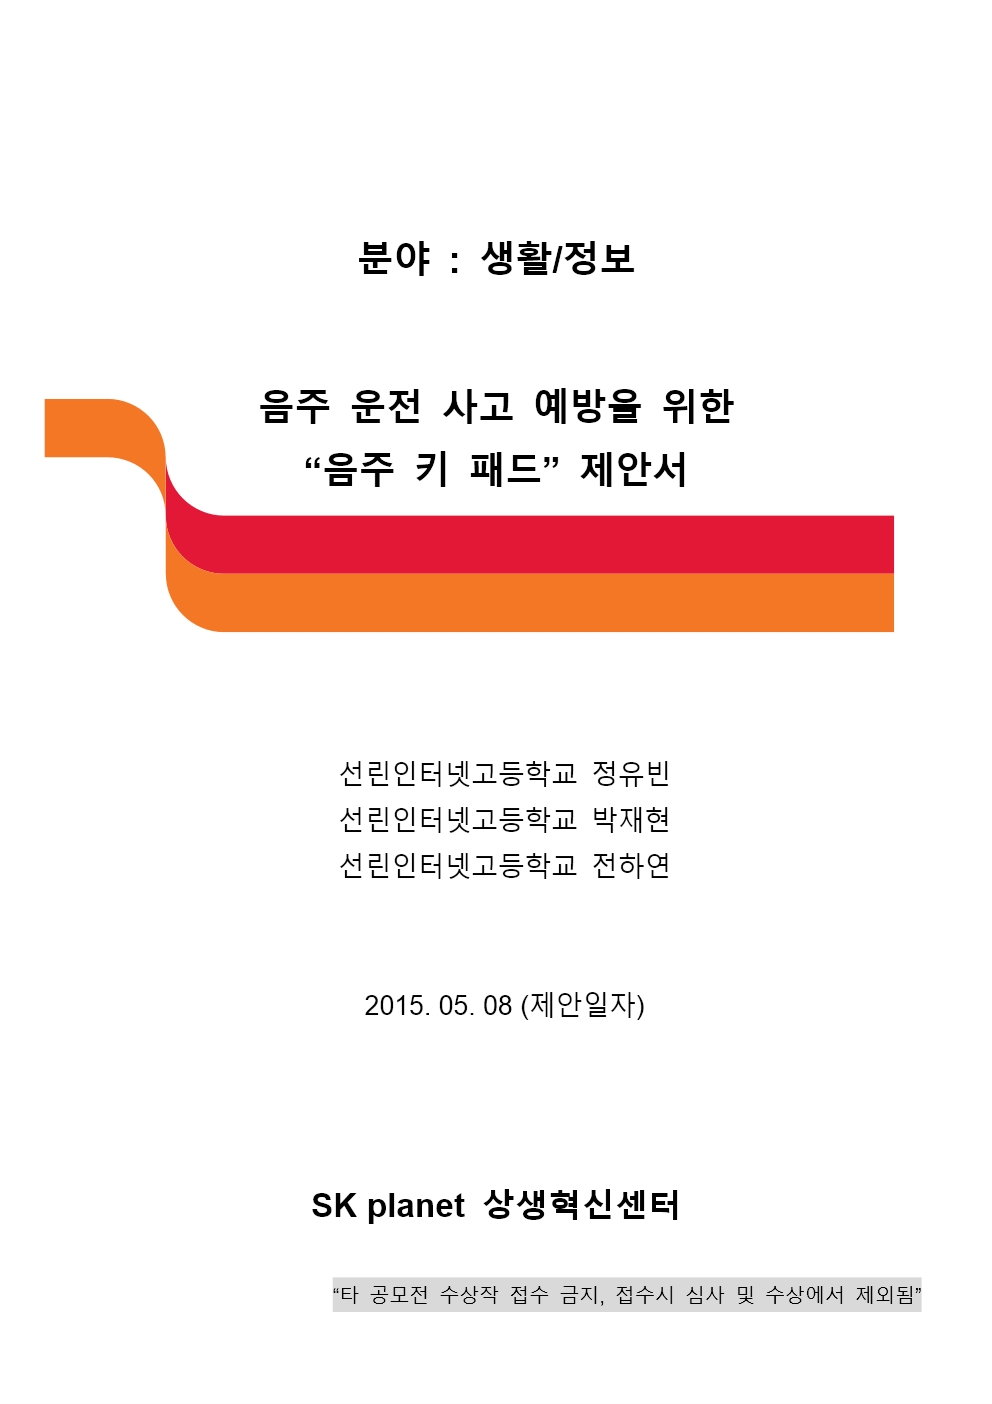 분야 : 생활/정보
음주 운전 사고 예방을 위한
“음주 키 패드” 제안서
선린인터넷고등학교 정유빈
선린인터넷고등학교 박재현
선린인터넷고등학교 전하연
2015. 05. 08 (제안일자)
SK planet 상생혁신센터
“타 공모전 수상작 접수 금지, 접수시 심사 및 수상에서 제외됨”